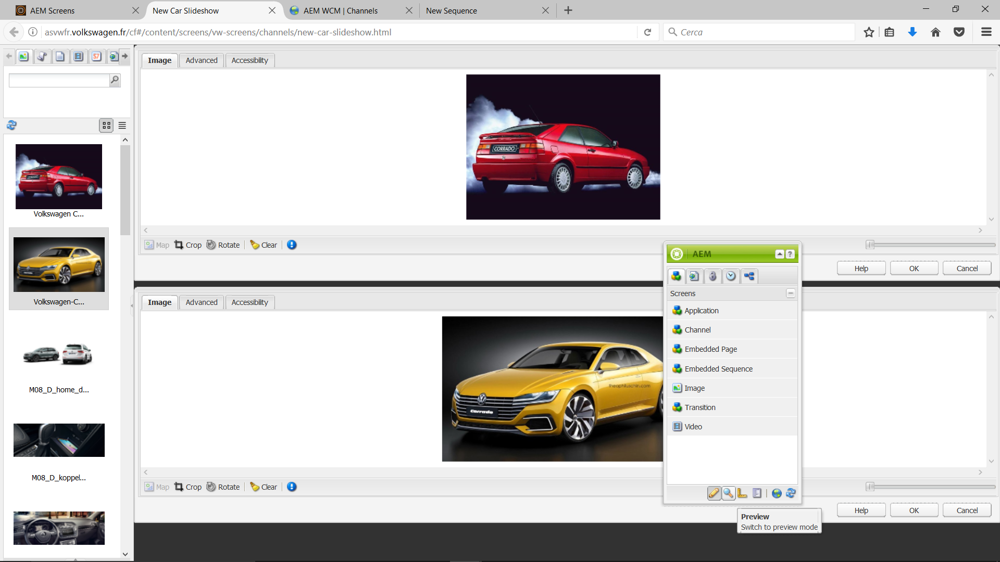 AEM Screens
New Car Slideshow
AEM WCM | Channels
New Sequence
asvwfr.volkswagen.fr/cf#/content/screens/vw-screens/channels/new-car-slideshow.html
Cerca
S7
Volkswagen C...
Volkswagen-C...
M08_D_home_d...
M08_D_koppel...
Image
Advanced
Accessibility
CORRADO
Map
Crop
Rotate
Clear
Help
OK
Cancel
Image
Advanced
Accessibility
theophiluschin.com
Corrado
Map
Crop
Rotate
Clear
Help
OK
Cancel
AEM
?
Screens
Application
Channel
Embedded Page
Embedded Sequence
Image
Transition
Video
Preview
Switch to preview mode